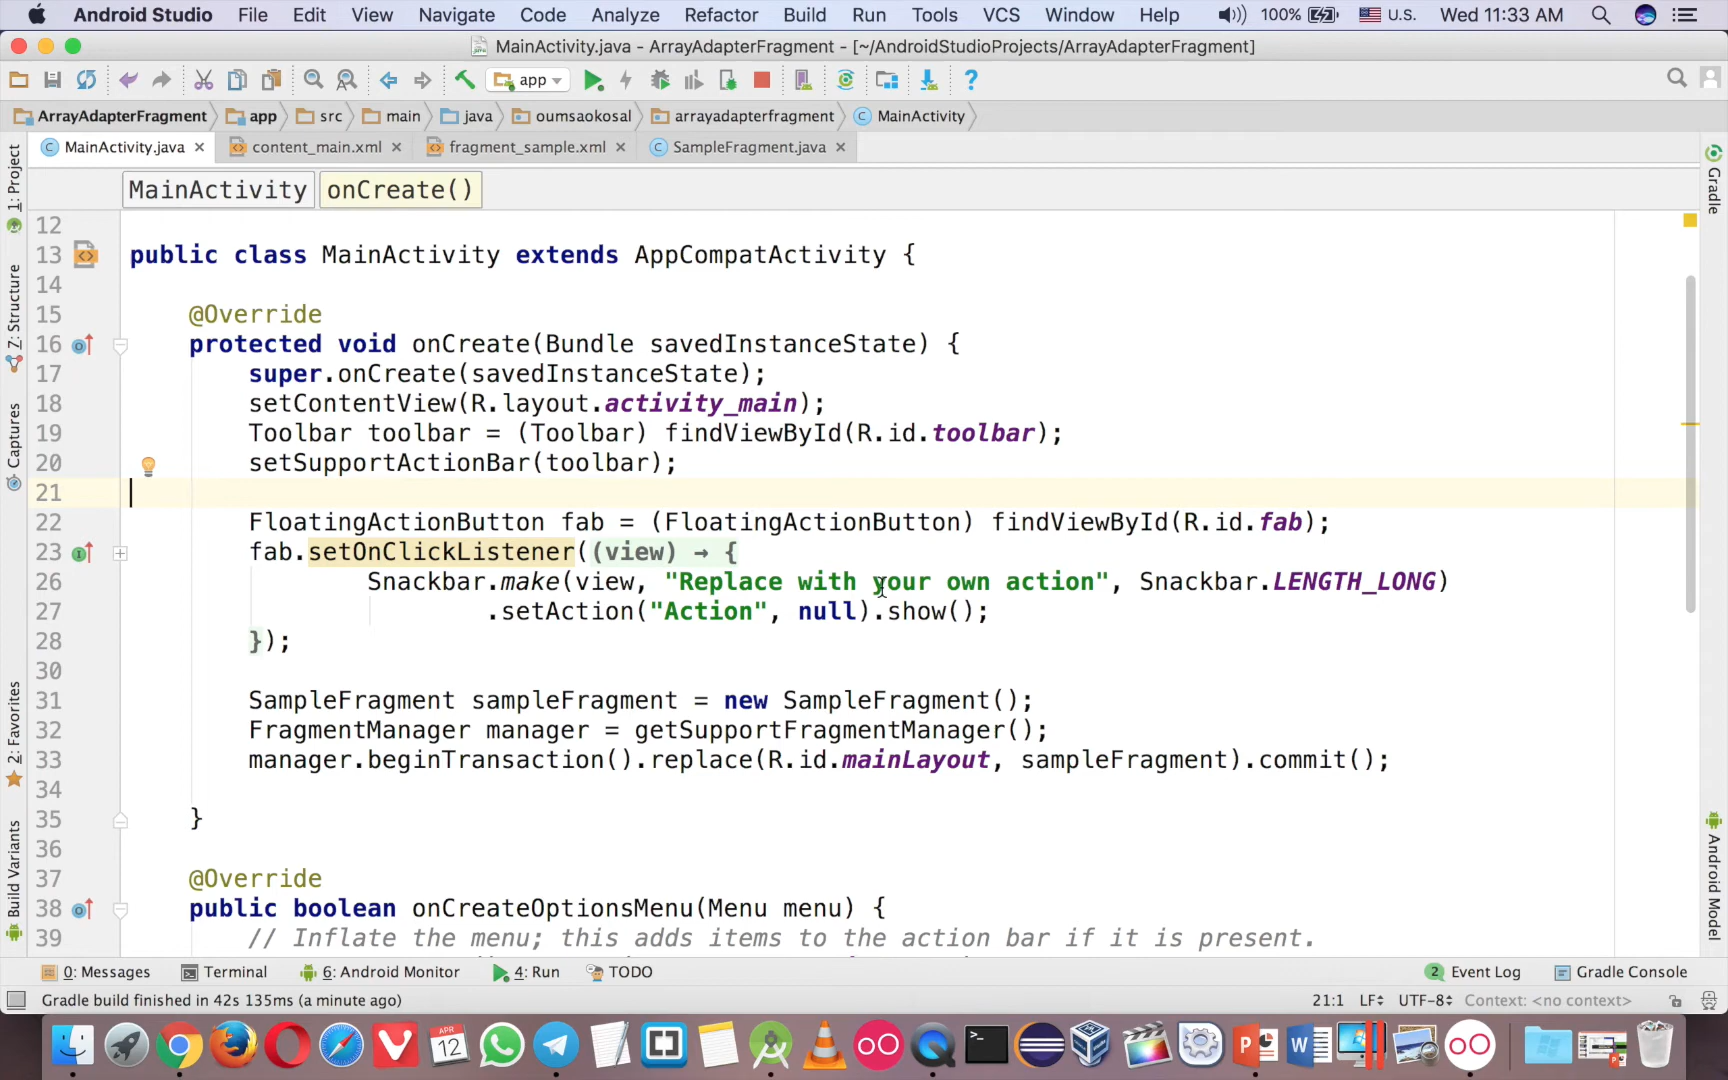 Android Studio File Edit View Navigate Code Analyze Refactor Build Run Tools VCS Window Help 100% U.S. Wed 11:33 AM
MainActivity.java - ArrayAdapterFragment - [~/AndroidStudioProjects/ArrayAdapterFragment]
app
ArrayAdapterFragment app src main java oumsaokosal arrayadapterfragment MainActivity
MainActivity.java content_main.xml fragment_sample.xml SampleFragment.java
MainActivity onCreate()
1: Project
Z: Structure
Captures
2: Favorites
Build Variants
12
13 public class MainActivity extends AppCompatActivity {
14
15 @Override
16 protected void onCreate(Bundle savedInstanceState) {
17 super.onCreate(savedInstanceState);
18 setContentView(R.layout.activity_main);
19 Toolbar toolbar = (Toolbar) findViewById(R.id.toolbar);
20 setSupportActionBar(toolbar);
21
22 FloatingActionButton fab = (FloatingActionButton) findViewById(R.id.fab);
23 fab.setOnClickListener((view) → {
26 Snackbar.make(view, "Replace with your own action", Snackbar.LENGTH_LONG)
27 .setAction("Action", null).show();
28 });
30
31 SampleFragment sampleFragment = new SampleFragment();
32 FragmentManager manager = getSupportFragmentManager();
33 manager.beginTransaction().replace(R.id.mainLayout, sampleFragment).commit();
34
35 }
36
37 @Override
38 public boolean onCreateOptionsMenu(Menu menu) {
39 // Inflate the menu; this adds items to the action bar if it is present.
Gradle
Android Model
0: Messages Terminal 6: Android Monitor 4: Run TODO 2 Event Log Gradle Console
Gradle build finished in 42s 135ms (a minute ago) 21:1 LF UTF-8 Context: <no context>
APR
12